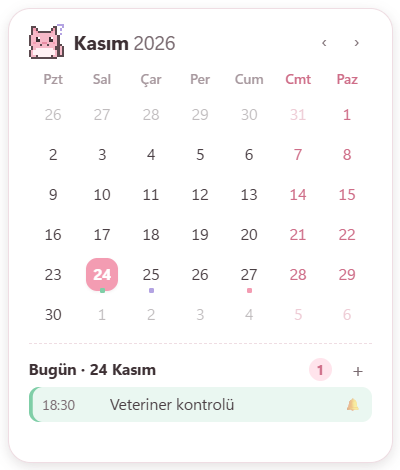 Kasım 2026
Pzt Sal Çar Per Cum Cmt Paz
26 27 28 29 30 31 1
2 3 4 5 6 7 8
9 10 11 12 13 14 15
16 17 18 19 20 21 22
23 24 25 26 27 28 29
30 1 2 3 4 5 6
Bugün · 24 Kasım 1 +
18:30 Veteriner kontrolü